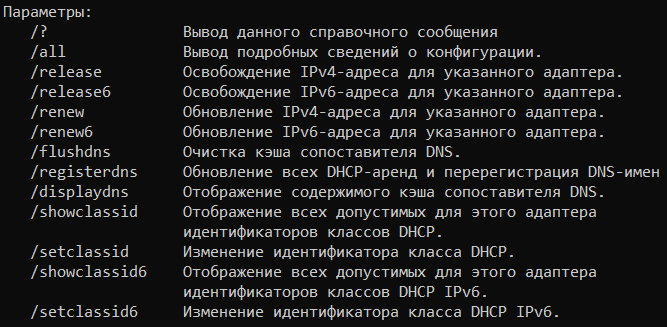 Параметры:
/? Вывод данного справочного сообщения
/all Вывод подробных сведений о конфигурации.
/release Освобождение IPv4-адреса для указанного адаптера.
/release6 Освобождение IPv6-адреса для указанного адаптера.
/renew Обновление IPv4-адреса для указанного адаптера.
/renew6 Обновление IPv6-адреса для указанного адаптера.
/flushdns Очистка кэша сопоставителя DNS.
/registerdns Обновление всех DHCP-аренд и перерегистрация DNS-имен
/displaydns Отображение содержимого кэша сопоставителя DNS.
/showclassid Отображение всех допустимых для этого адаптера
идентификаторов классов DHCP.
/setclassid Изменение идентификатора класса DHCP.
/showclassid6 Отображение всех допустимых для этого адаптера
идентификаторов классов DHCP IPv6.
/setclassid6 Изменение идентификатора класса DHCP IPv6.